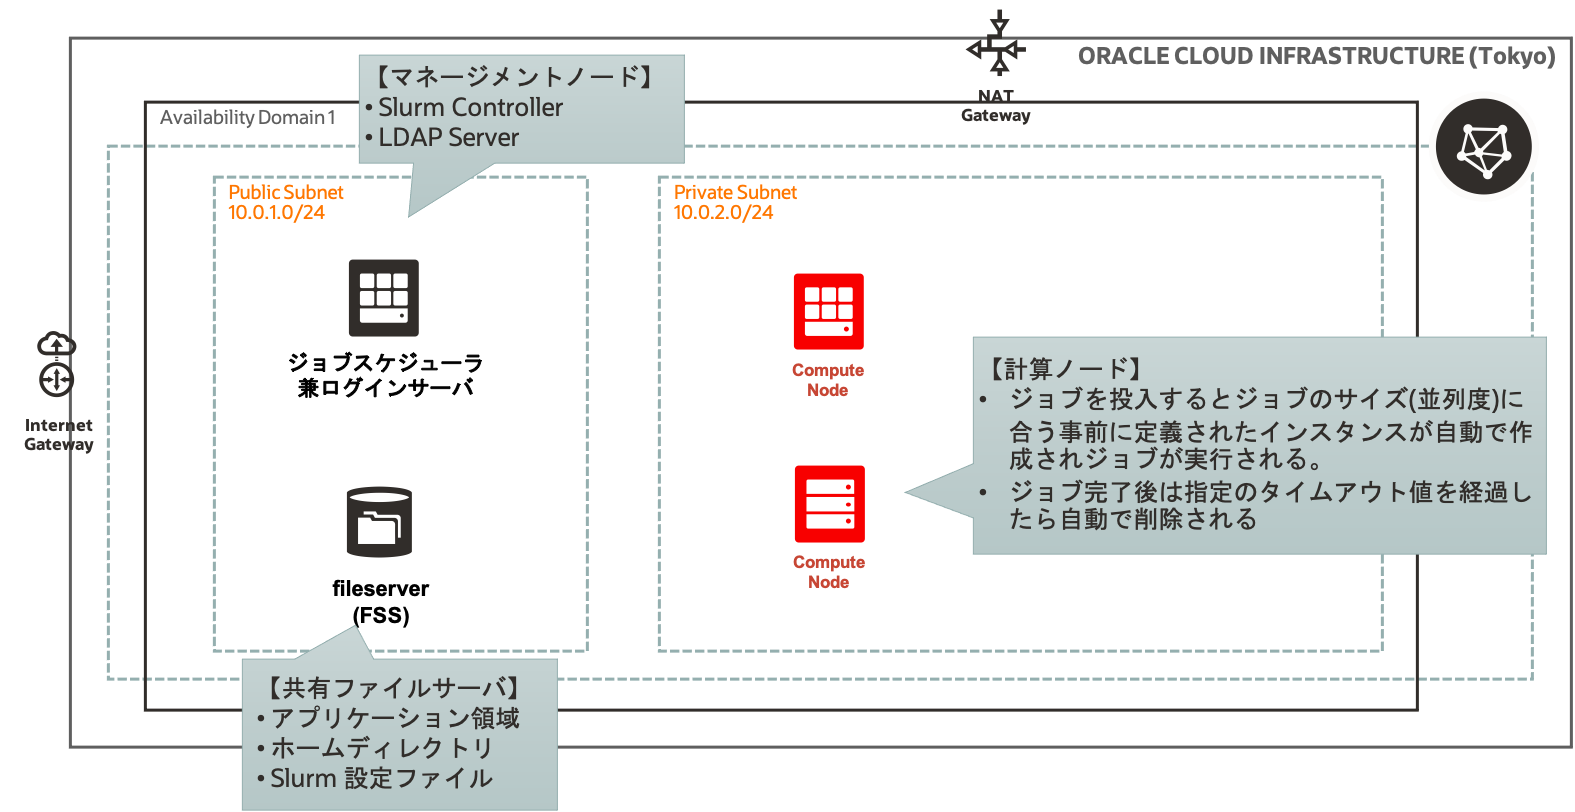 ORACLE CLOUD INFRASTRUCTURE (Tokyo)
NAT
Gateway
【マネージメントノード】
• Slurm Controller
• LDAP Server
Availability Domain 1
Public Subnet
10.0.1.0/24
Private Subnet
10.0.2.0/24
ジョブスケジューラ
兼ログインサーバ
Internet
Gateway
Compute
Node
【計算ノード】
• ジョブを投入するとジョブのサイズ(並列度)に
合う事前に定義されたインスタンスが自動で作
成されジョブが実行される。
• ジョブ完了後は指定のタイムアウト値を経過し
たら自動で削除される
Compute
Node
fileserver
(FSS)
【共有ファイルサーバ】
• アプリケーション領域
• ホームディレクトリ
• Slurm 設定ファイル